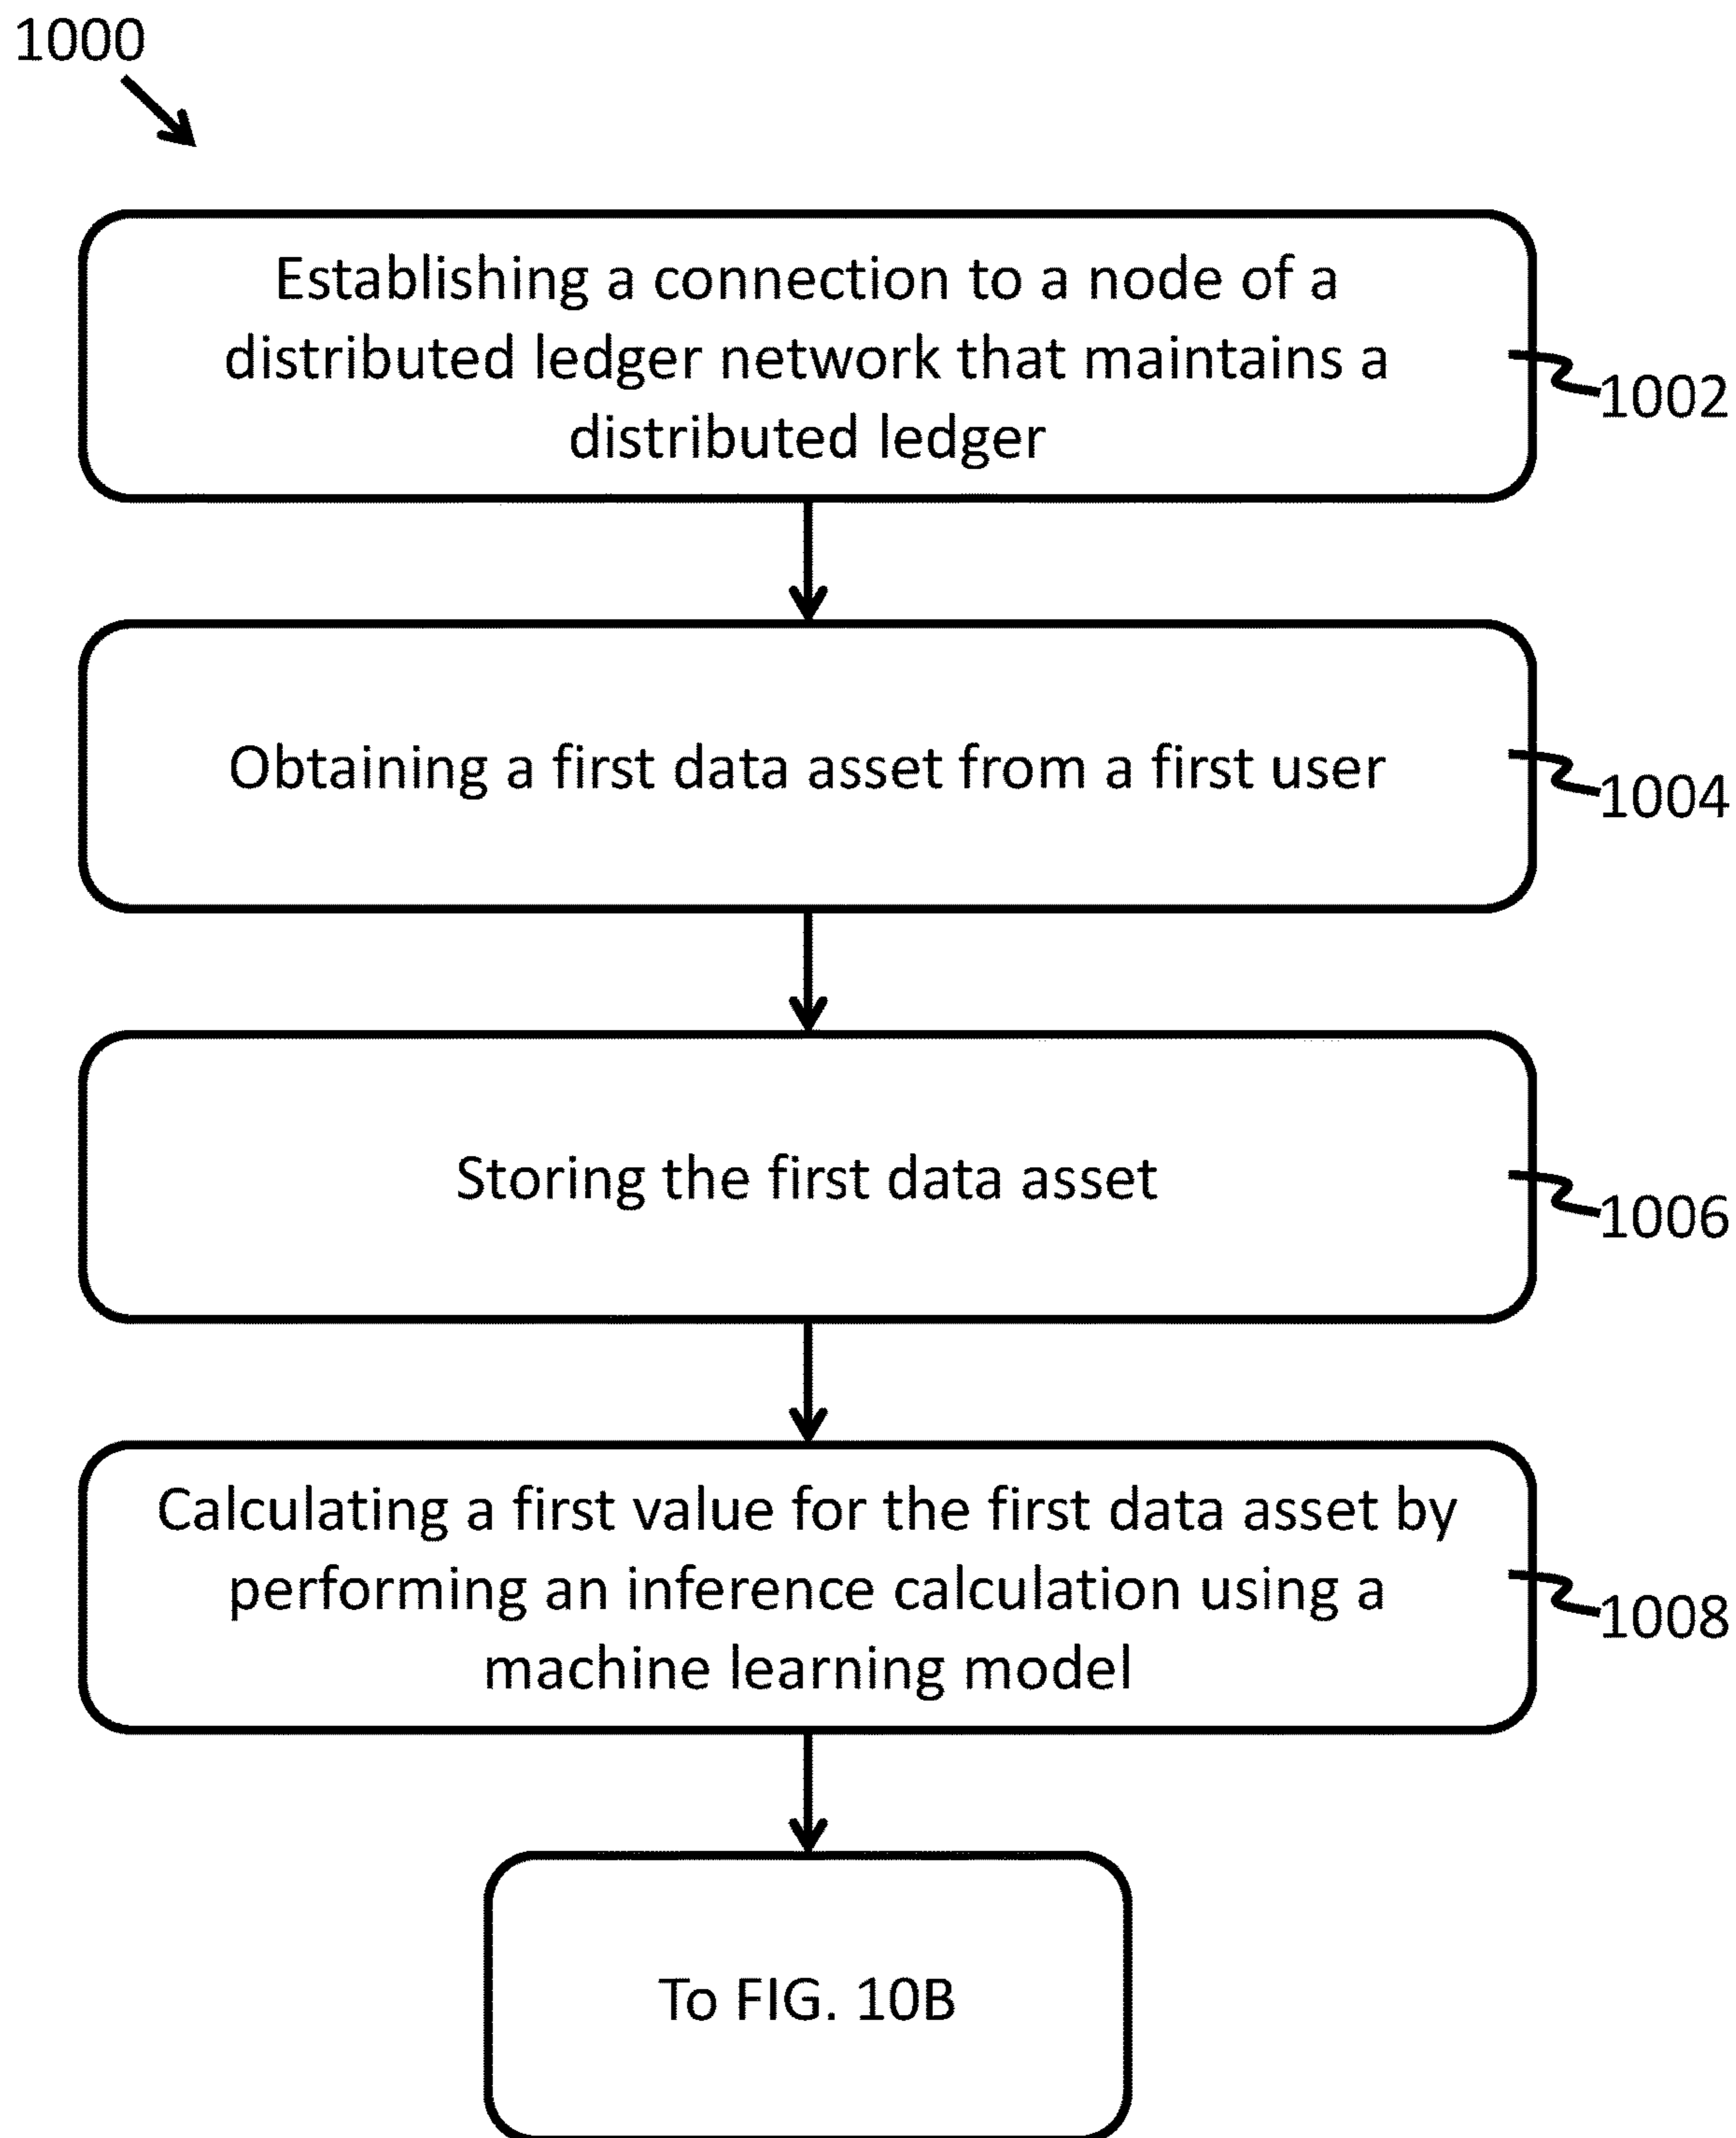 1000
Establishing a connection to a node of a
distributed ledger network that maintains a
distributed ledger
1002
Obtaining a first data asset from a first user
1004
Storing the first data asset
1006
Calculating a first value for the first data asset by
performing an inference calculation using a
machine learning model
1008
To FIG. 10B